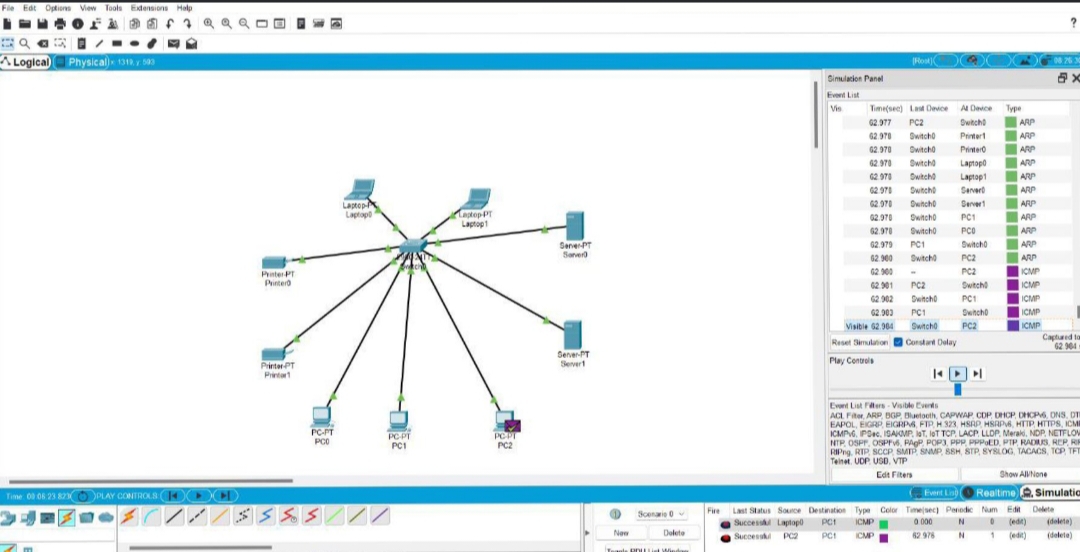 File Edit Options View Tools Extensions Help
?
Logical Physical x: 1319, y: 593 [Root]
Simulation Panel
Event List
Vis. Time(sec) Last Device At Device Type
62.977 PC2 Switch0 ARP
62.978 Switch0 Printer1 ARP
62.978 Switch0 Printer0 ARP
62.978 Switch0 Laptop0 ARP
62.978 Switch0 Laptop1 ARP
62.978 Switch0 Server0 ARP
62.978 Switch0 Server1 ARP
62.978 Switch0 PC1 ARP
62.978 Switch0 PC0 ARP
62.979 PC1 Switch0 ARP
62.980 Switch0 PC2 ARP
62.980 -- PC2 ICMP
62.981 PC2 Switch0 ICMP
62.982 Switch0 PC1 ICMP
62.983 PC1 Switch0 ICMP
Visible 62.984 Switch0 PC2 ICMP
Reset Simulation Constant Delay Captured to
62.984
Play Controls
Event List Filters - Visible Events
ACL Filter, ARP, BGP, Bluetooth, CAPWAP, CDP, DHCP, DHCPv6, DNS, DT
EAPOL, EIGRP, EIGRPv6, FTP, H.323, HSRP, HSRPv6, HTTP, HTTPS, ICM
ICMPv6, IPSec, ISAKMP, IoT, IoT TCP, LACP, LLDP, Meraki, NDP, NETFLOW
NTP, OSPF, OSPFv6, PAgP, POP3, PPP, PPPoED, PTP, RADIUS, REP, RIP
RIPng, RTP, SCCP, SMTP, SNMP, SSH, STP, SYSLOG, TACACS, TCP, TFT
Telnet, UDP, USB, VTP
Edit Filters Show All/None
Laptop-PT
Laptop0
Laptop-PT
Laptop1
Server-PT
Server0
Printer-PT
Printer0
Server-PT
Server1
Printer-PT
Printer1
PC-PT
PC0
PC-PT
PC1
PC-PT
PC2
Time: 00:06:23.823 PLAY CONTROLS Event List Realtime Simulatio
Scenario 0
New Delete
Toggle PDU List Window
Fire Last Status Source Destination Type Color Time(sec) Periodic Num Edit Delete
Successful Laptop0 PC1 ICMP 0.000 N 0 (edit) (delete)
Successful PC2 PC1 ICMP 62.976 N 1 (edit) (delete)